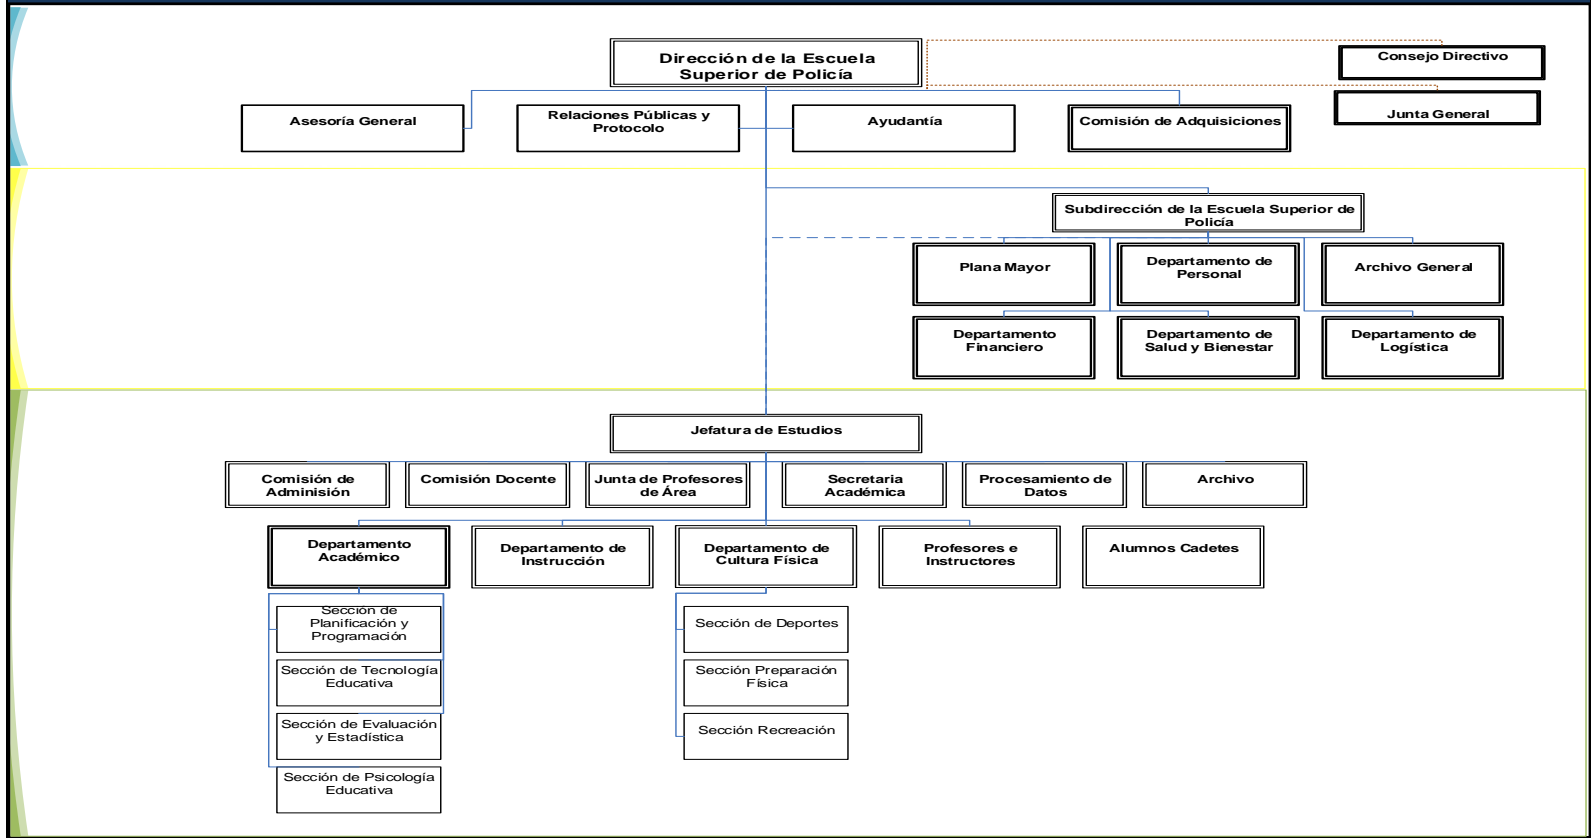 Dirección de la Escuela
Superior de Policía
Consejo Directivo
Junta General
Asesoría General
Relaciones Públicas y
Protocolo
Ayudantía
Comisión de Adquisiciones
Subdirección de la Escuela Superior de
Policía
Plana Mayor
Departamento de
Personal
Archivo General
Departamento
Financiero
Departamento de
Salud y Bienestar
Departamento de
Logística
Jefatura de Estudios
Comisión de
Adminisión
Comisión Docente
Junta de Profesores
de Área
Secretaria
Académica
Procesamiento de
Datos
Archivo
Departamento
Académico
Departamento de
Instrucción
Departamento de
Cultura Física
Profesores e
Instructores
Alumnos Cadetes
Sección de
Planificación y
Programación
Sección de Tecnología
Educativa
Sección de Evaluación
y Estadística
Sección de Psicología
Educativa
Sección de Deportes
Sección Preparación
Física
Sección Recreación